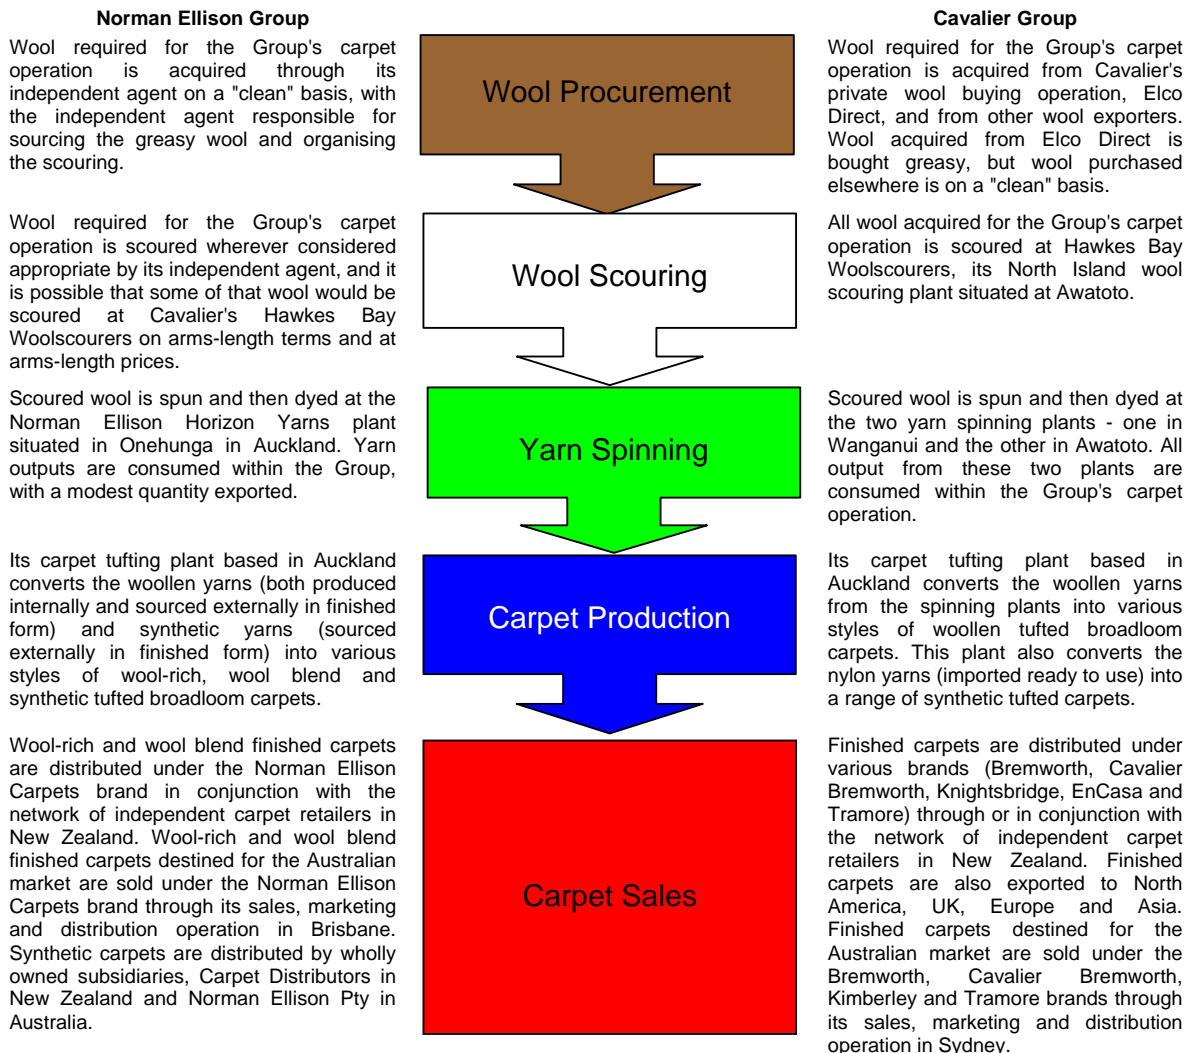 Norman Ellison Group
Wool required for the Group's carpet
operation is acquired through its
independent agent on a "clean" basis, with
the independent agent responsible for
sourcing the greasy wool and organising
the scouring.
Wool required for the Group's carpet
operation is scoured wherever considered
appropriate by its independent agent, and it
is possible that some of that wool would be
scoured at Cavalier's Hawkes Bay
Woolscourers on arms-length terms and at
arms-length prices.
Scoured wool is spun and then dyed at the
Norman Ellison Horizon Yarns plant
situated in Onehunga in Auckland. Yarn
outputs are consumed within the Group,
with a modest quantity exported.
Its carpet tufting plant based in Auckland
converts the woollen yarns (both produced
internally and sourced externally in finished
form) and synthetic yarns (sourced
externally in finished form) into various
styles of wool-rich, wool blend and
synthetic tufted broadloom carpets.
Wool-rich and wool blend finished carpets
are distributed under the Norman Ellison
Carpets brand in conjunction with the
network of independent carpet retailers in
New Zealand. Wool-rich and wool blend
finished carpets destined for the Australian
market are sold under the Norman Ellison
Carpets brand through its sales, marketing
and distribution operation in Brisbane.
Synthetic carpets are distributed by wholly
owned subsidiaries, Carpet Distributors in
New Zealand and Norman Ellison Pty in
Australia.
Wool Procurement
Wool Scouring
Yarn Spinning
Carpet Production
Carpet Sales
Cavalier Group
Wool required for the Group's carpet
operation is acquired from Cavalier's
private wool buying operation, Elco
Direct, and from other wool exporters.
Wool acquired from Elco Direct is
bought greasy, but wool purchased
elsewhere is on a "clean" basis.
All wool acquired for the Group's carpet
operation is scoured at Hawkes Bay
Woolscourers, its North Island wool
scouring plant situated at Awatoto.
Scoured wool is spun and then dyed at
the two yarn spinning plants - one in
Wanganui and the other in Awatoto. All
output from these two plants are
consumed within the Group's carpet
operation.
Its carpet tufting plant based in
Auckland converts the woollen yarns
from the spinning plants into various
styles of woollen tufted broadloom
carpets. This plant also converts the
nylon yarns (imported ready to use) into
a range of synthetic tufted carpets.
Finished carpets are distributed under
various brands (Bremworth, Cavalier
Bremworth, Knightsbridge, EnCasa and
Tramore) through or in conjunction with
the network of independent carpet
retailers in New Zealand. Finished
carpets are also exported to North
America, UK, Europe and Asia.
Finished carpets destined for the
Australian market are sold under the
Bremworth, Cavalier Bremworth,
Kimberley and Tramore brands through
its sales, marketing and distribution
operation in Sydney.